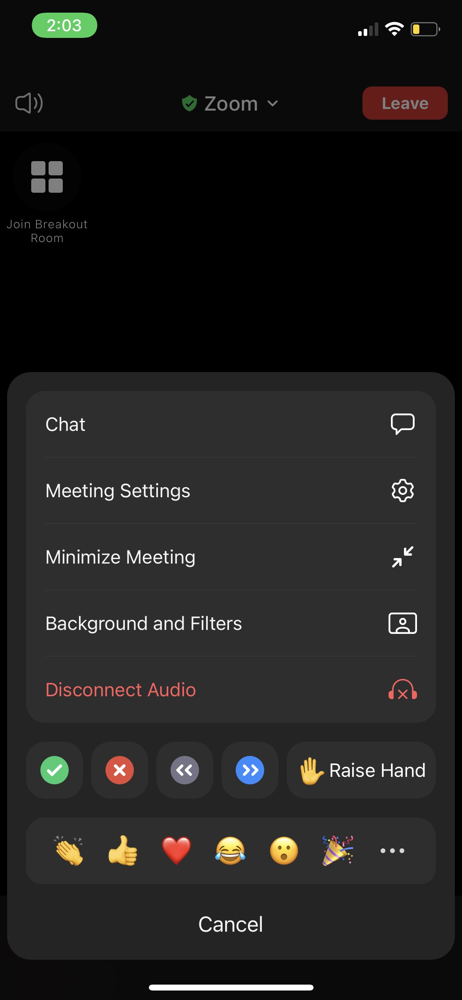 2:03
Zoom
Leave
Join Breakout
Room
Chat
Meeting Settings
Minimize Meeting
Background and Filters
Disconnect Audio
Raise Hand
Cancel